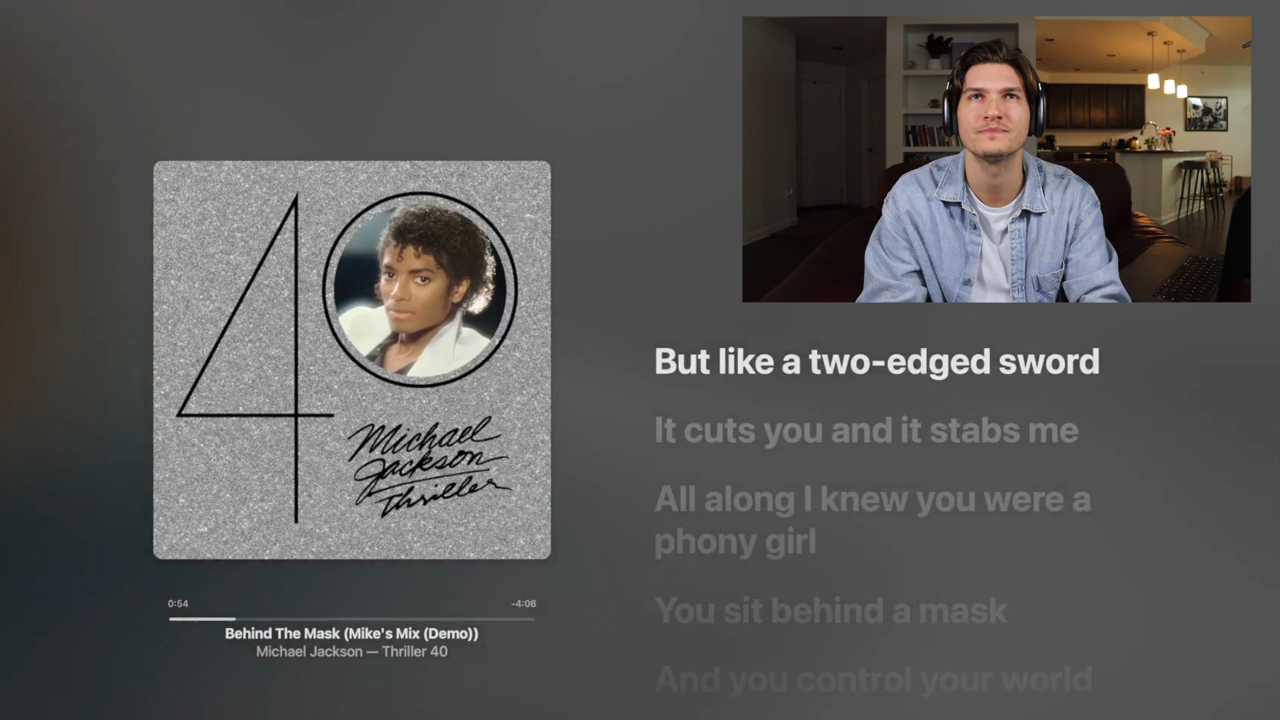 40
Michael
Jackson
Thriller
0:54
-4:06
Behind The Mask (Mike's Mix (Demo))
Michael Jackson — Thriller 40
But like a two-edged sword
It cuts you and it stabs me
All along I knew you were a
phony girl
You sit behind a mask
And you control your world